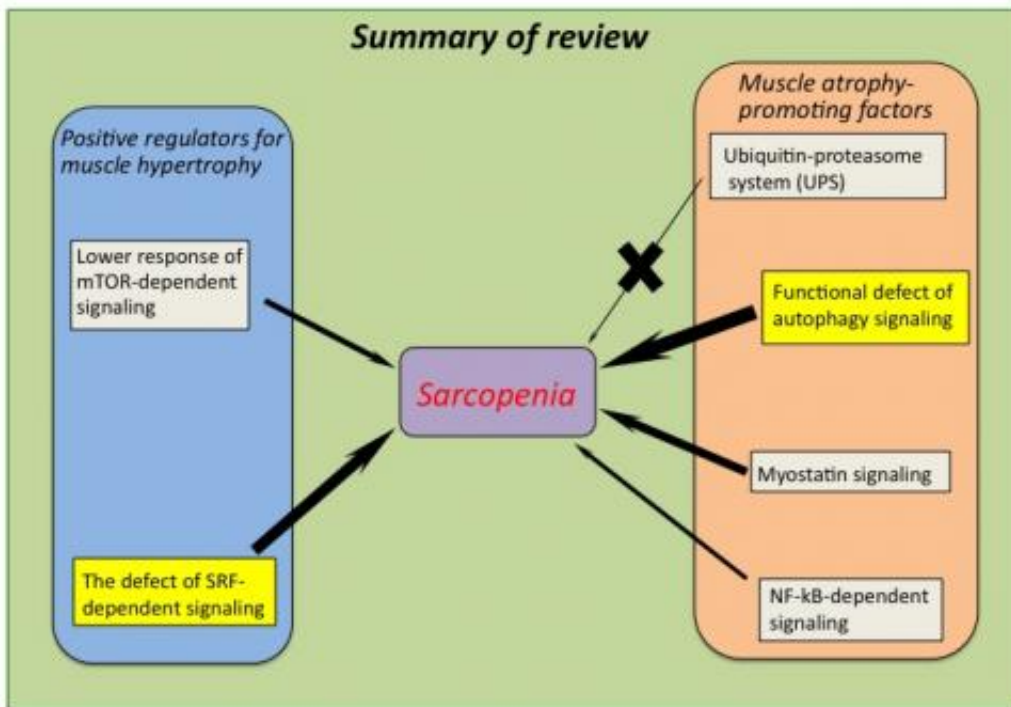 Summary of review
Positive regulators for
muscle hypertrophy
Lower response of
mTOR-dependent
signaling
The defect of SRF-
dependent signaling
Sarcopenia
Muscle atrophy-
promoting factors
Ubiquitin-proteasome
system (UPS)
Functional defect of
autophagy signaling
Myostatin signaling
NF-kB-dependent
signaling